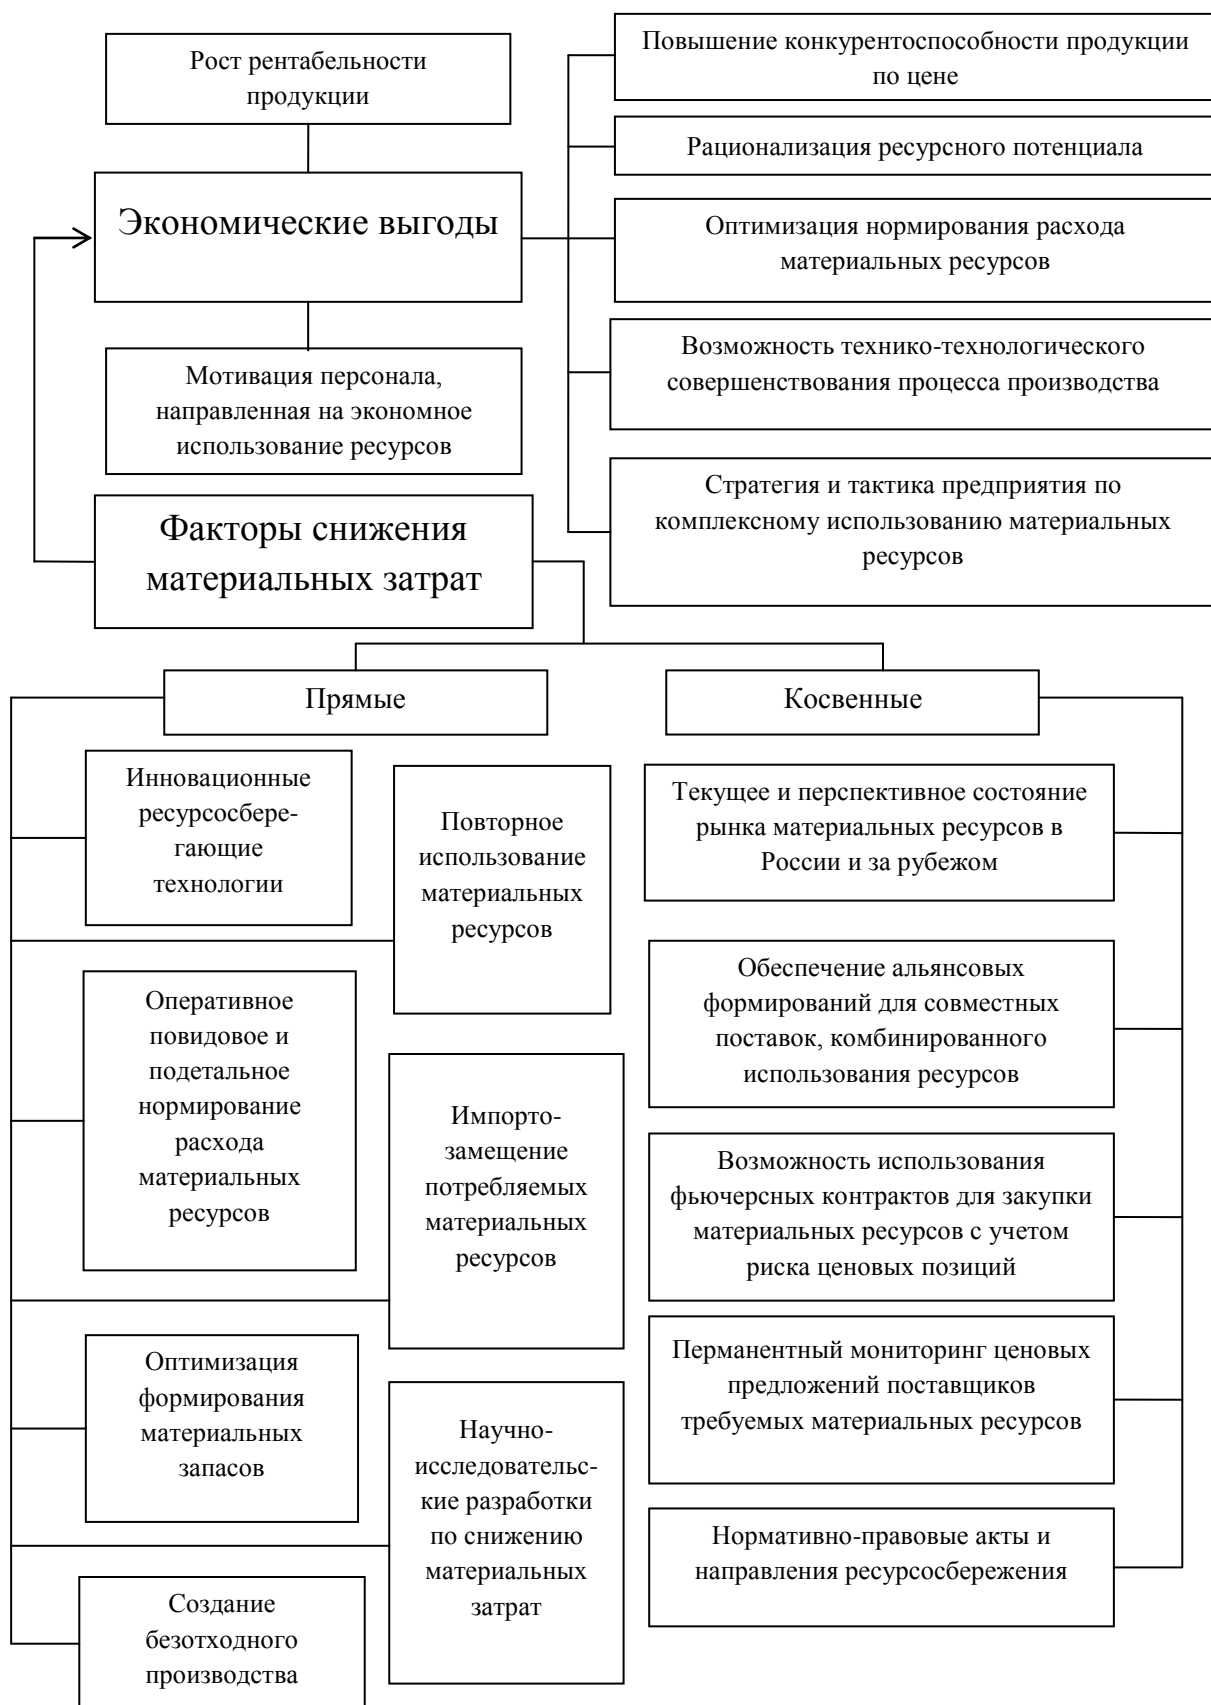 Рост рентабельности
продукции
Экономические выгоды
Мотивация персонала,
направленная на экономное
использование ресурсов
Повышение конкурентоспособности продукции
по цене
Рационализация ресурсного потенциала
Оптимизация нормирования расхода
материальных ресурсов
Возможность технико-технологического
совершенствования процесса производства
Стратегия и тактика предприятия по
комплексному использованию материальных
ресурсов
Факторы снижения
материальных затрат
Прямые
Косвенные
Инновационные
ресурсосбере-
гающие
технологии
Повторное
использование
материальных
ресурсов
Оперативное
повидовое и
подетальное
нормирование
расхода
материальных
ресурсов
Импорто-
замещение
потребляемых
материальных
ресурсов
Оптимизация
формирования
материальных
запасов
Научно-
исследовательс-
кие разработки
по снижению
материальных
затрат
Создание
безотходного
производства
Текущее и перспективное состояние
рынка материальных ресурсов в
России и за рубежом
Обеспечение альянсовых
формирований для совместных
поставок, комбинированного
использования ресурсов
Возможность использования
фьючерсных контрактов для закупки
материальных ресурсов с учетом
риска ценовых позиций
Перманентный мониторинг ценовых
предложений поставщиков
требуемых материальных ресурсов
Нормативно-правовые акты и
направления ресурсосбережения